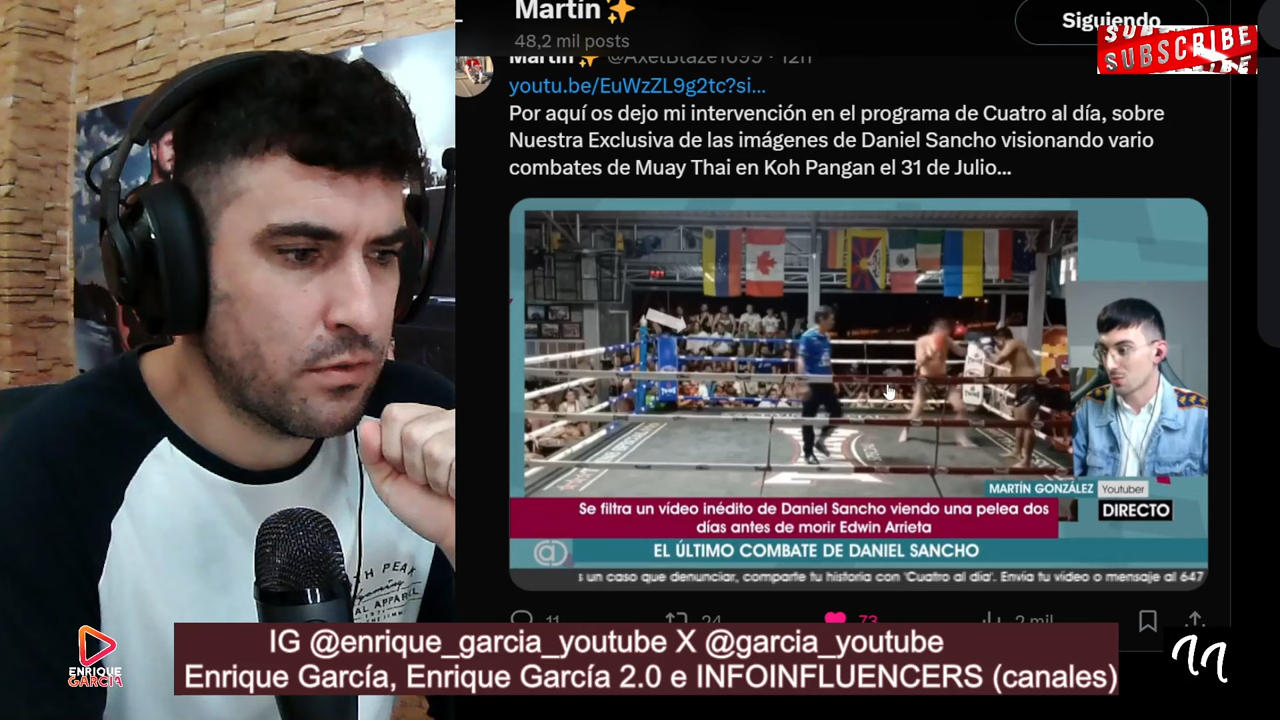 Martín✨
48,2 mil posts
Siguiendo
SUBSCRIBE
Martín✨ @AxelBlaze1699 · 12h
youtu.be/EuWzZL9g2tc?si...
Por aquí os dejo mi intervención en el programa de Cuatro al día, sobre
Nuestra Exclusiva de las imágenes de Daniel Sancho visionando vario
combates de Muay Thai en Koh Pangan el 31 de Julio...
MARTÍN GONZÁLEZ Youtuber
DIRECTO
Se filtra un vídeo inédito de Daniel Sancho viendo una pelea dos
días antes de morir Edwin Arrieta
EL ÚLTIMO COMBATE DE DANIEL SANCHO
s un caso que denunciar, comparte tu historia con 'Cuatro al día'. Envía tu vídeo o mensaje al 647
11 24 73 2 mil
IG @enrique_garcia_youtube X @garcia_youtube
Enrique García, Enrique García 2.0 e INFOINFLUENCERS (canales)
ENRIQUE
GARCÍA